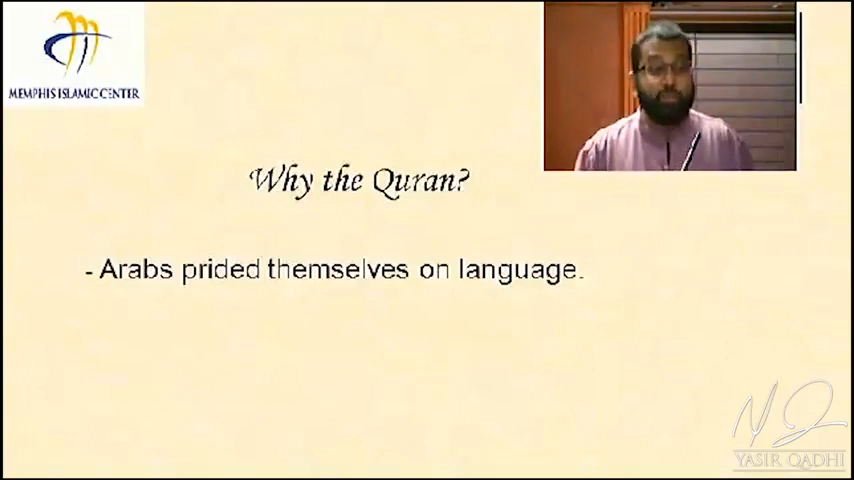 MEMPHIS ISLAMIC CENTER
Why the Quran?
- Arabs prided themselves on language.
YASIR QADHI